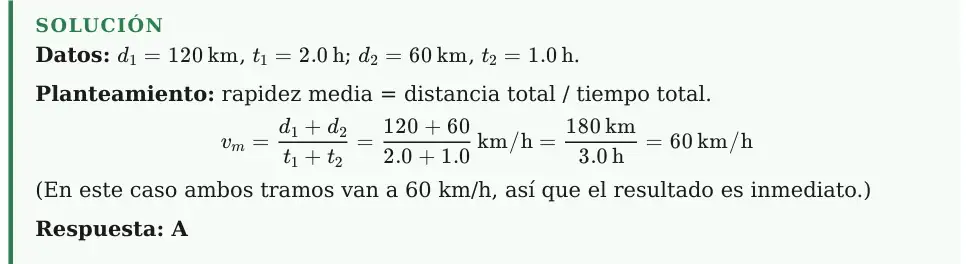 SOLUCIÓN
Datos: d₁ = 120 km, t₁ = 2.0 h; d₂ = 60 km, t₂ = 1.0 h.
Planteamiento: rapidez media = distancia total / tiempo total.
vₘ = (d₁ + d₂)/(t₁ + t₂) = (120 + 60)/(2.0 + 1.0) km/h = (180 km)/(3.0 h) = 60 km/h
(En este caso ambos tramos van a 60 km/h, así que el resultado es inmediato.)
Respuesta: A